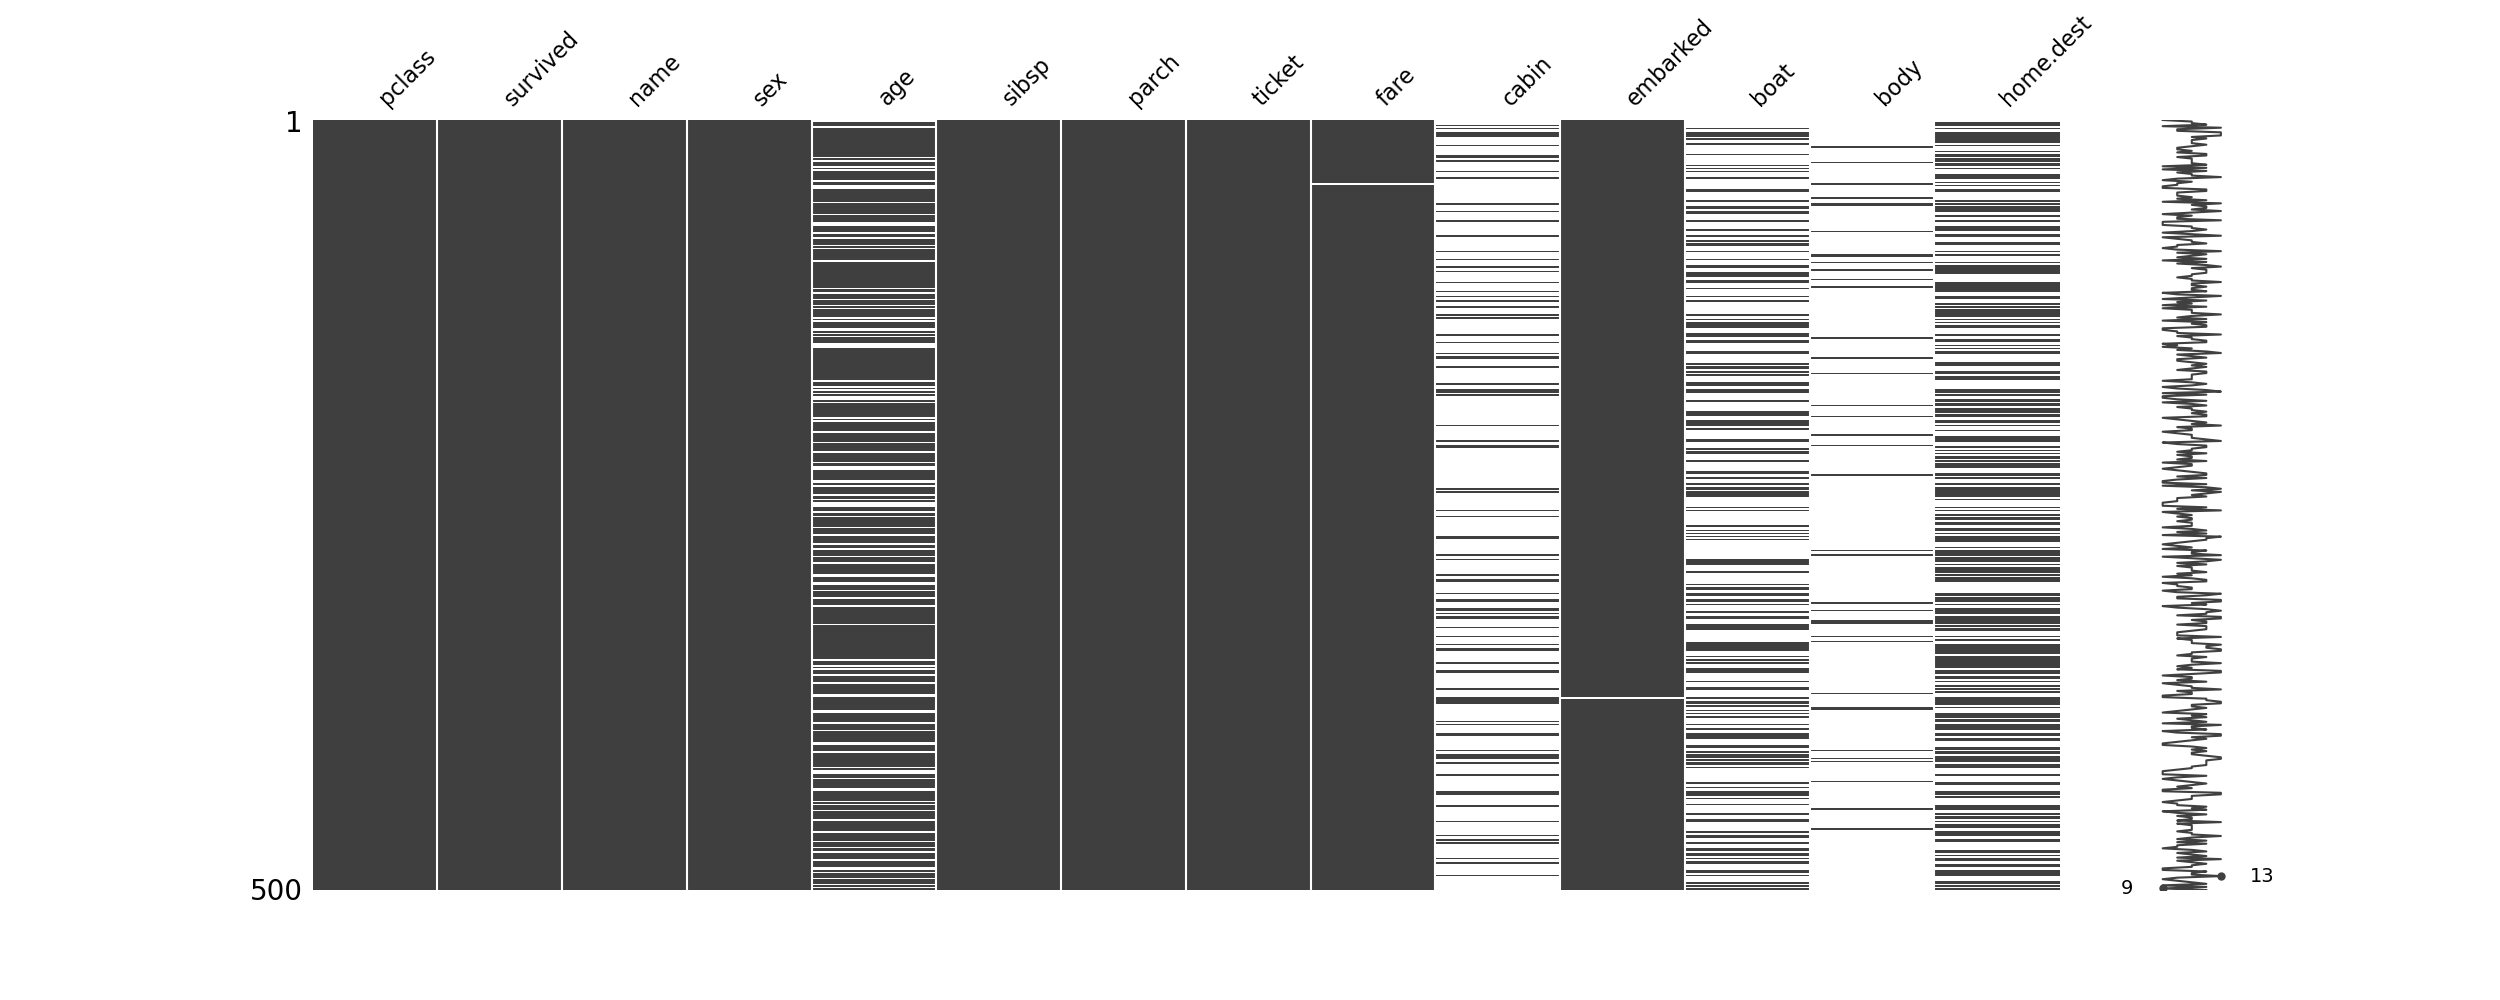 pclass survived name sex age sibsp parch ticket fare cabin embarked boat body home.dest
1
500
9
13